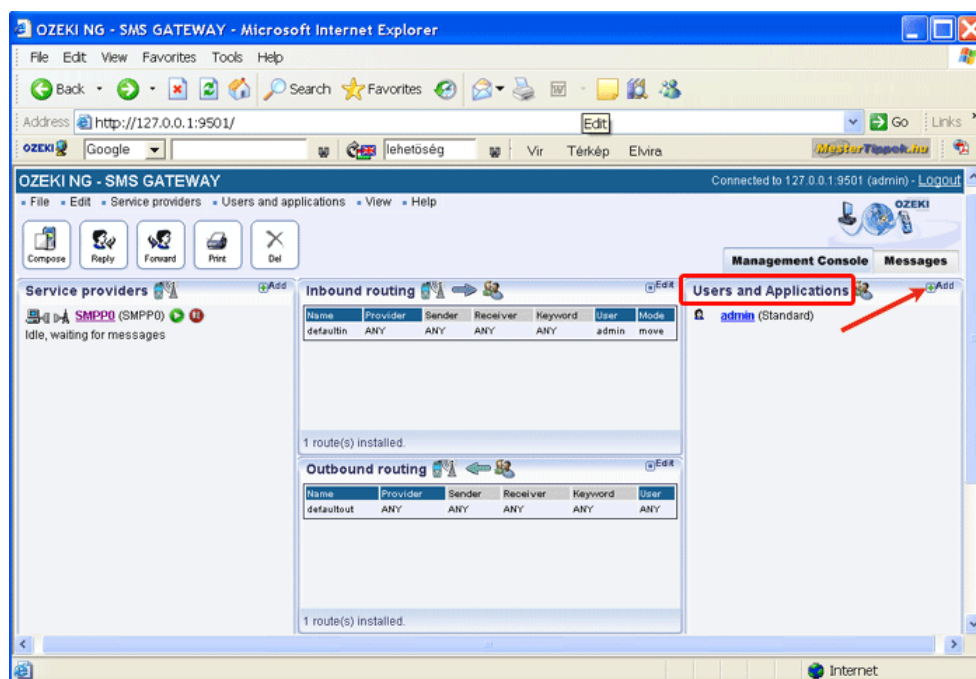 OZEKI NG - SMS GATEWAY - Microsoft Internet Explorer
File Edit View Favorites Tools Help
Back Search Favorites
Address http://127.0.0.1:9501/ Edit Go Links
OZEKI Google lehetőség Vir Térkép Elvira MusterTippek.hu
OZEKI NG - SMS GATEWAY Connected to 127.0.0.1:9501 (admin) - Logout
File Edit Service providers Users and applications View Help
OZEKI
Compose Reply Forward Print Del
Management Console Messages
Service providers Add
SMPP0 (SMPP0)
Idle, waiting for messages
Inbound routing Edit
Name Provider Sender Receiver Keyword User Mode
defaultin ANY ANY ANY ANY admin move
1 route(s) installed.
Outbound routing Edit
Name Provider Sender Receiver Keyword User
defaultout ANY ANY ANY ANY ANY
1 route(s) installed.
Users and Applications Add
admin (Standard)
Internet